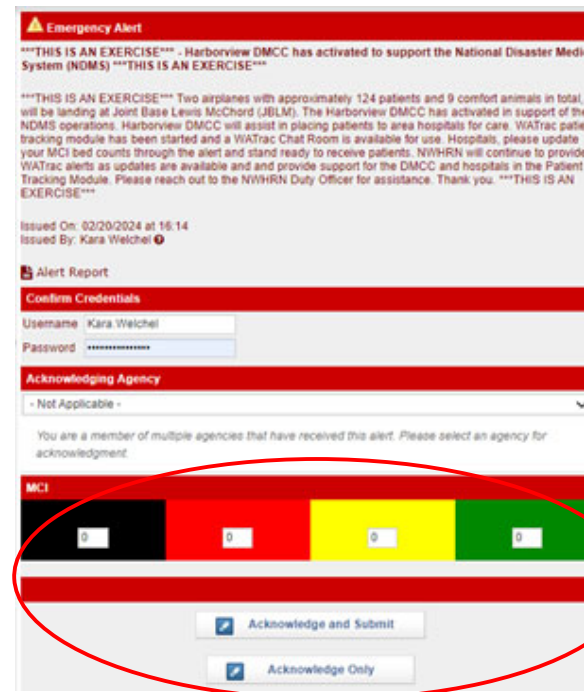 Emergency Alert
***THIS IS AN EXERCISE*** - Harborview DMCC has activated to support the National Disaster Medi
System (NDMS) ***THIS IS AN EXERCISE***
***THIS IS AN EXERCISE*** Two airplanes with approximately 124 patients and 9 comfort animals in total,
will be landing at Joint Base Lewis McChord (JBLM). The Harborview DMCC has activated in support of the
NDMS operations. Harborview DMCC will assist in placing patients to area hospitals for care. WATrac patie
tracking module has been started and a WATrac Chat Room is available for use. Hospitals, please update
your MCI bed counts through the alert and stand ready to receive patients. NWHRN will continue to provide
WATrac alerts as updates are available and and provide support for the DMCC and hospitals in the Patient
Tracking Module. Please reach out to the NWHRN Duty Officer for assistance. Thank you. ***THIS IS AN
EXERCISE***
Issued On: 02/20/2024 at 16:14
Issued By: Kara Welchel
Alert Report
Confirm Credentials
Username Kara.Welchel
Password
Acknowledging Agency
- Not Applicable -
You are a member of multiple agencies that have received this alert. Please select an agency for
acknowledgment.
MCI
0 0 0 0
Acknowledge and Submit
Acknowledge Only